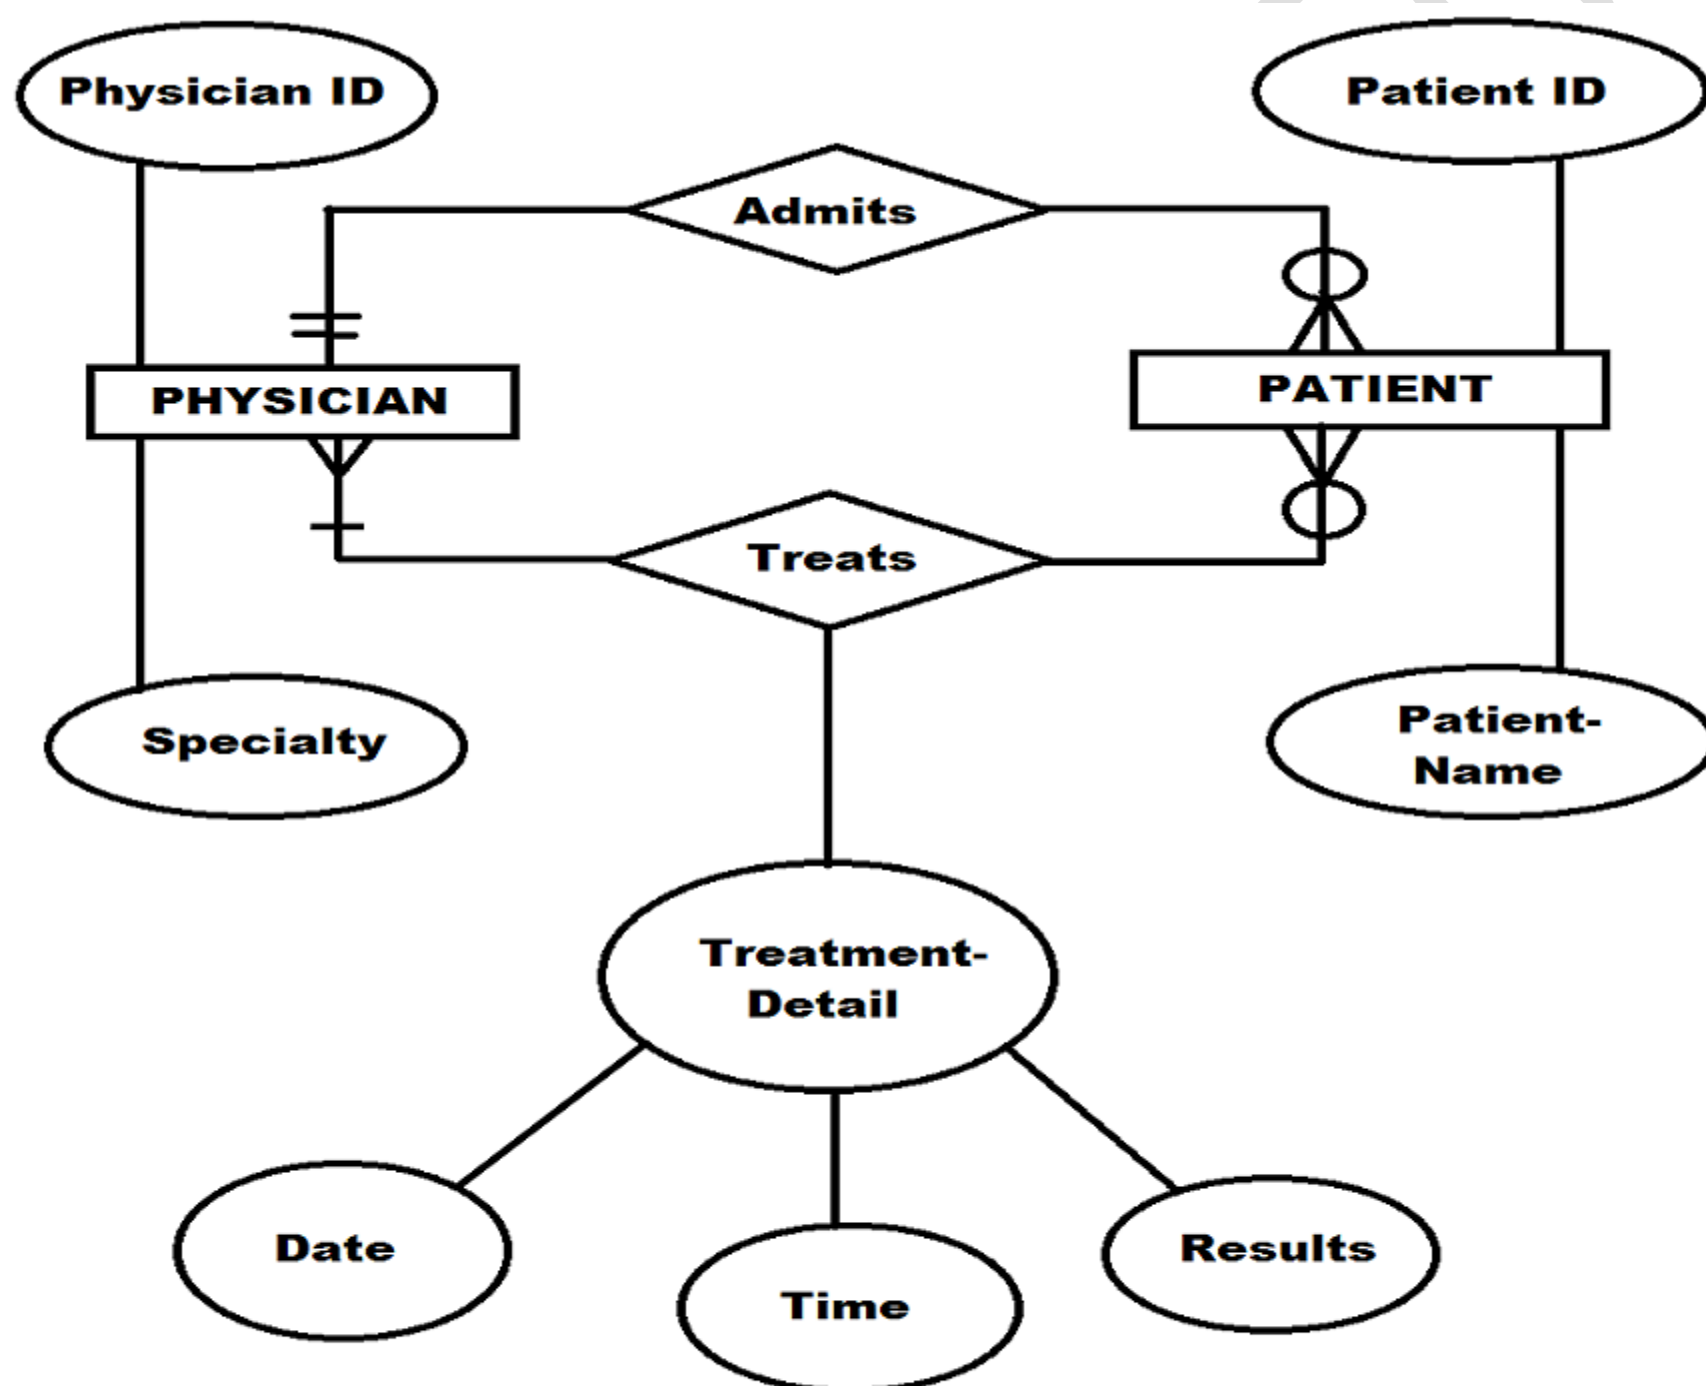 Physician ID
Patient ID
Admits
PHYSICIAN
PATIENT
Treats
Specialty
Patient-
Name
Treatment-
Detail
Date
Time
Results